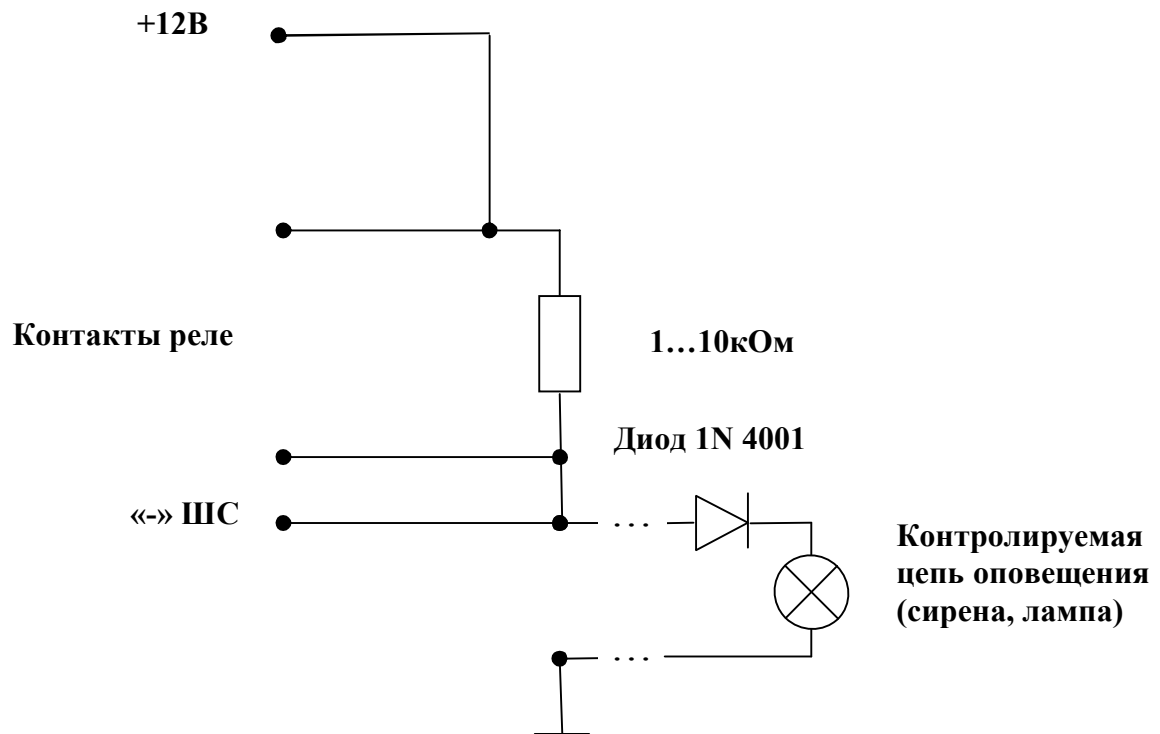 +12В
Контакты реле
1…10кОм
Диод 1N 4001
«-» ШС
. . .
Контролируемая
цепь оповещения
(сирена, лампа)
. . .